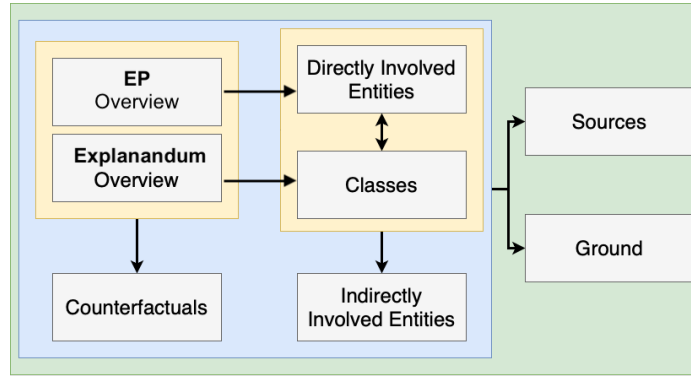 EP
Overview
Directly Involved
Entities
Sources
Explanandum
Overview
Classes
Ground
Counterfactuals
Indirectly
Involved Entities